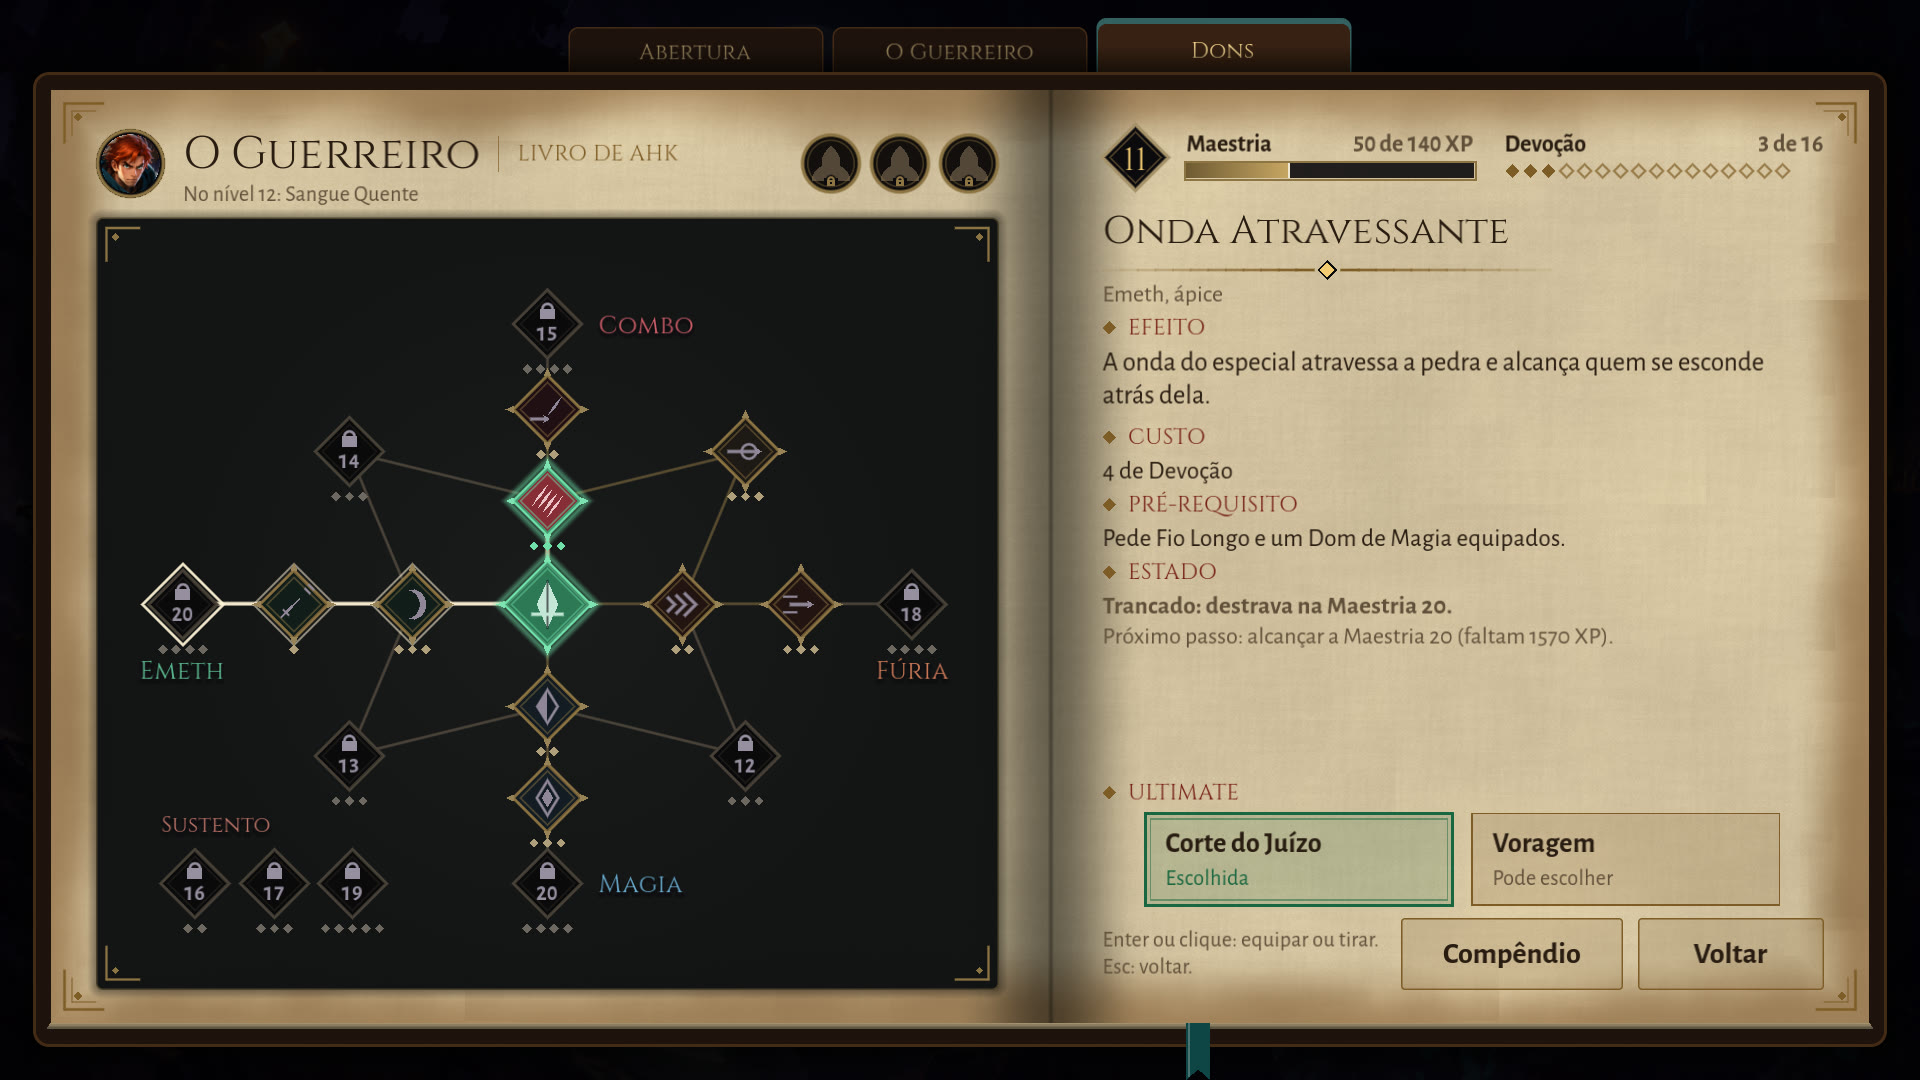 Abertura
O Guerreiro
Dons
O Guerreiro
Livro de Ahk
No nível 12: Sangue Quente
15
Combo
14
20
Emeth
18
Fúria
13
12
Sustento
16
17
19
20
Magia
11
Maestria
50 de 140 XP
Devoção
3 de 16
Onda Atravessante
Emeth, ápice
Efeito
A onda do especial atravessa a pedra e alcança quem se esconde
atrás dela.
Custo
4 de Devoção
Pré-requisito
Pede Fio Longo e um Dom de Magia equipados.
Estado
Trancado: destrava na Maestria 20.
Próximo passo: alcançar a Maestria 20 (faltam 1570 XP).
Ultimate
Corte do Juízo
Escolhida
Voragem
Pode escolher
Enter ou clique: equipar ou tirar.
Esc: voltar.
Compêndio
Voltar